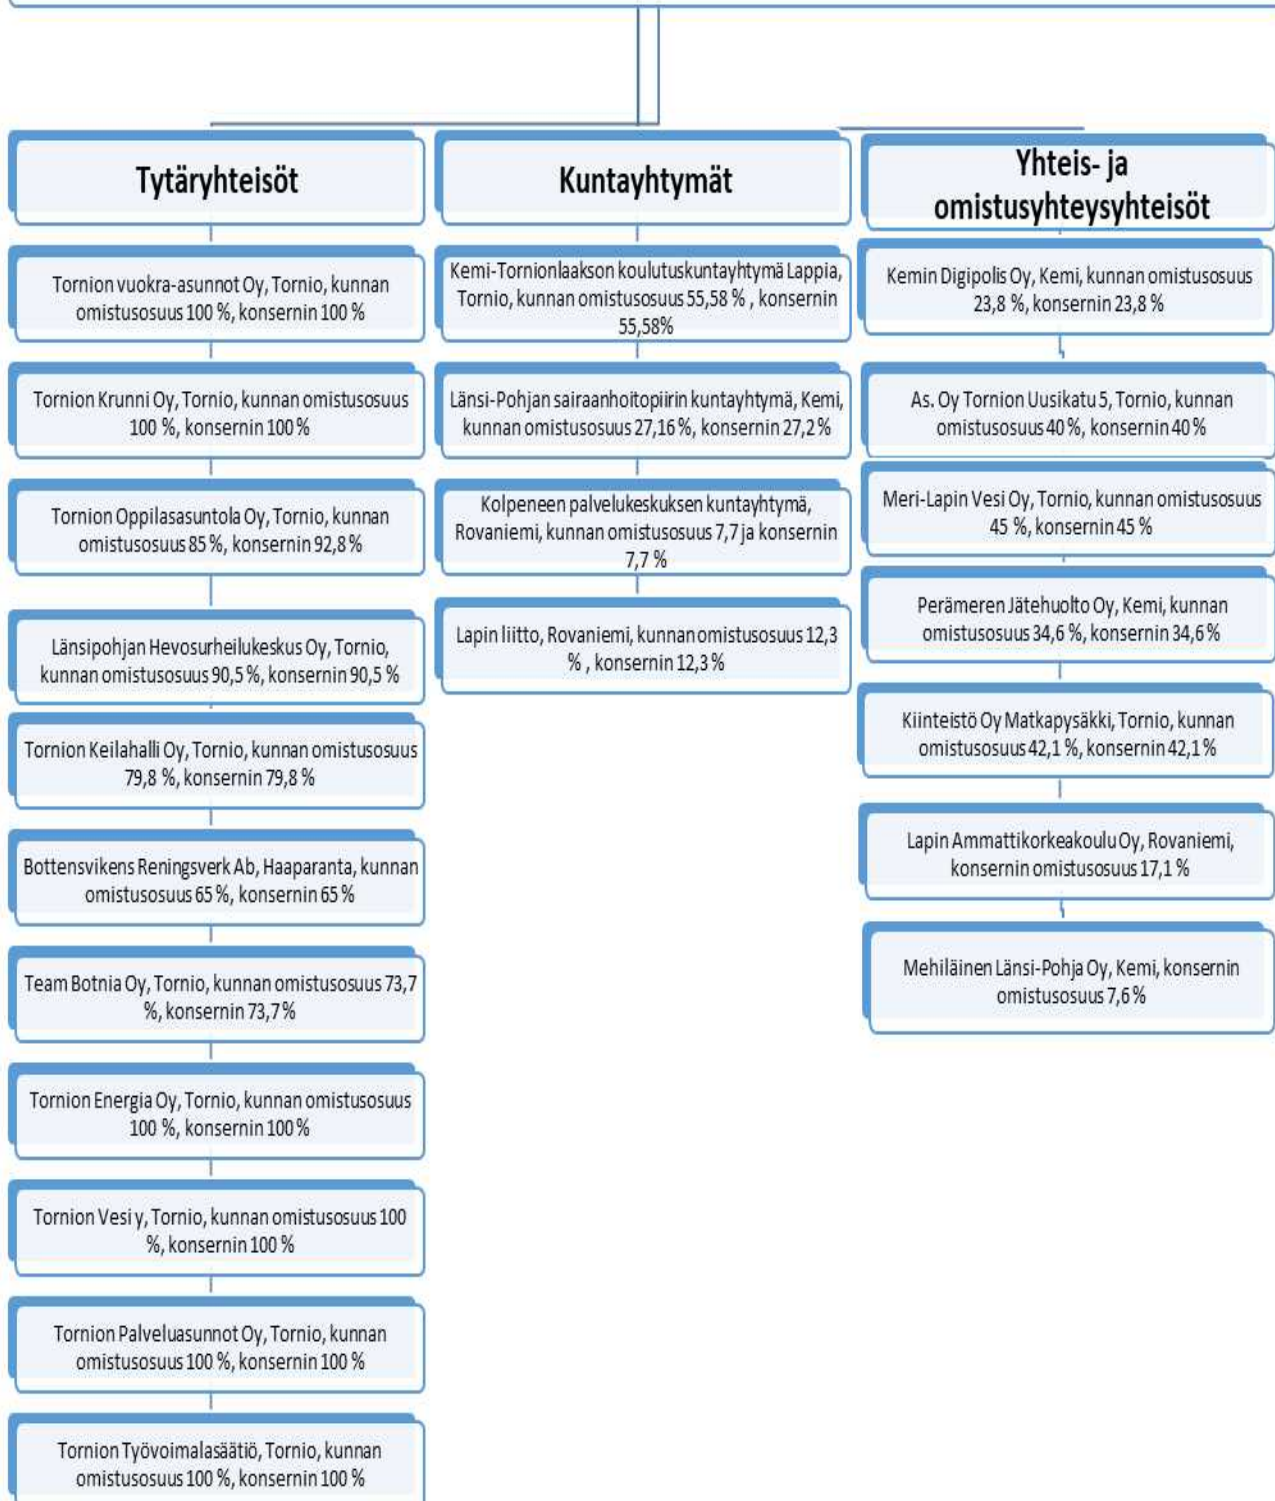 Tytäryhteisöt
Tornion vuokra-asunnot Oy, Tornio, kunnan
omistusosuus 100 %, konsernin 100 %
Tornion Krunni Oy, Tornio, kunnan omistusosuus
100 %, konsernin 100 %
Tornion Oppilasasuntola Oy, Tornio, kunnan
omistusosuus 85 %, konsernin 92,8 %
Länsipohjan Hevosurheilukeskus Oy, Tornio,
kunnan omistusosuus 90,5 %, konsernin 90,5 %
Tornion Keilahalli Oy, Tornio, kunnan omistusosuus
79,8 %, konsernin 79,8 %
Bottensvikens Reningsverk Ab, Haaparanta, kunnan
omistusosuus 65 %, konsernin 65 %
Team Botnia Oy, Tornio, kunnan omistusosuus 73,7
%, konsernin 73,7 %
Tornion Energia Oy, Tornio, kunnan omistusosuus
100 %, konsernin 100 %
Tornion Vesi y, Tornio, kunnan omistusosuus 100
%, konsernin 100 %
Tornion Palveluasunnot Oy, Tornio, kunnan
omistusosuus 100 %, konsernin 100 %
Tornion Työvoimalasäätiö, Tornio, kunnan
omistusosuus 100 %, konsernin 100 %
Kuntayhtymät
Kemi-Tornionlaakson koulutuskuntayhtymä Lappia,
Tornio, kunnan omistusosuus 55,58 % , konsernin
55,58%
Länsi-Pohjan sairaanhoitopiirin kuntayhtymä, Kemi,
kunnan omistusosuus 27,16 %, konsernin 27,2 %
Kolpeneen palvelukeskuksen kuntayhtymä,
Rovaniemi, kunnan omistusosuus 7,7 ja konsernin
7,7 %
Lapin liitto, Rovaniemi, kunnan omistusosuus 12,3
% , konsernin 12,3 %
Yhteis- ja
omistusyhteysyhteisöt
Kemin Digipolis Oy, Kemi, kunnan omistusosuus
23,8 %, konsernin 23,8 %
As. Oy Tornion Uusikatu 5, Tornio, kunnan
omistusosuus 40 %, konsernin 40 %
Meri-Lapin Vesi Oy, Tornio, kunnan omistusosuus
45 %, konsernin 45 %
Perämeren Jätehuolto Oy, Kemi, kunnan
omistusosuus 34,6 %, konsernin 34,6 %
Kiinteistö Oy Matkapysäkki, Tornio, kunnan
omistusosuus 42,1 %, konsernin 42,1 %
Lapin Ammattikorkeakoulu Oy, Rovaniemi,
konsernin omistusosuus 17,1 %
Mehiläinen Länsi-Pohja Oy, Kemi, konsernin
omistusosuus 7,6 %